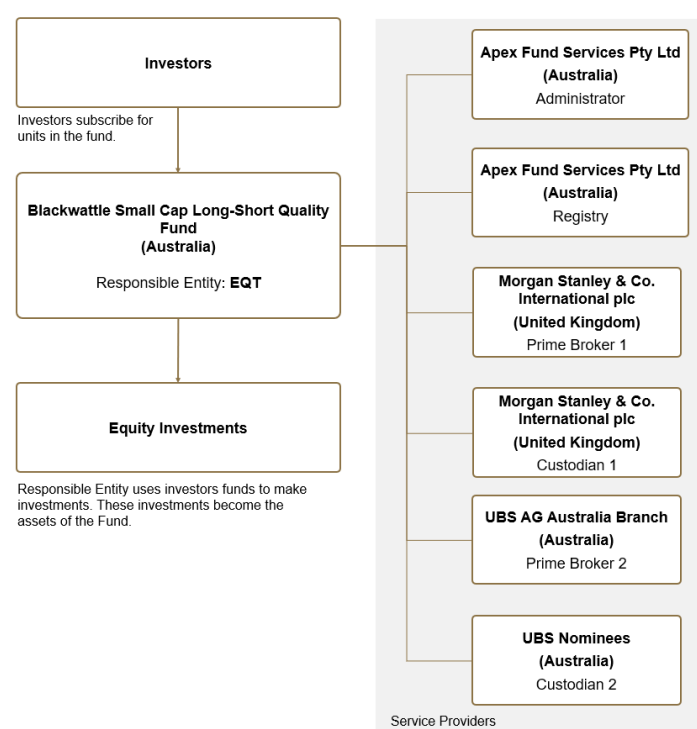 Investors
Investors subscribe for
units in the fund.
Blackwattle Small Cap Long-Short Quality
Fund
(Australia)
Responsible Entity: EQT
Equity Investments
Responsible Entity uses investors funds to make
investments. These investments become the
assets of the Fund.
Apex Fund Services Pty Ltd
(Australia)
Administrator
Apex Fund Services Pty Ltd
(Australia)
Registry
Morgan Stanley & Co.
International plc
(United Kingdom)
Prime Broker 1
Morgan Stanley & Co.
International plc
(United Kingdom)
Custodian 1
UBS AG Australia Branch
(Australia)
Prime Broker 2
UBS Nominees
(Australia)
Custodian 2
Service Providers